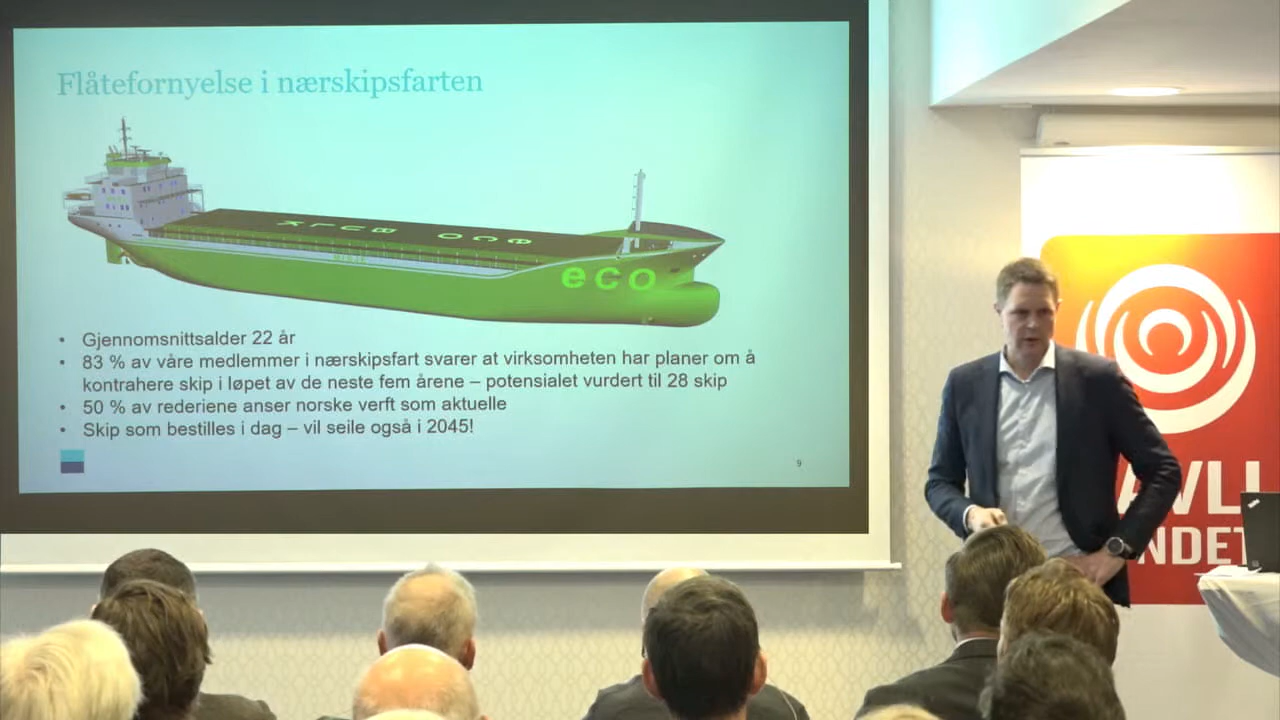 Flåtefornyelse i nærskipsfarten
eco
• Gjennomsnittsalder 22 år
• 83 % av våre medlemmer i nærskipsfart svarer at virksomheten har planer om å
kontrahere skip i løpet av de neste fem årene – potensialet vurdert til 28 skip
• 50 % av rederiene anser norske verft som aktuelle
• Skip som bestilles i dag – vil seile også i 2045!
9
AVLI
NDET